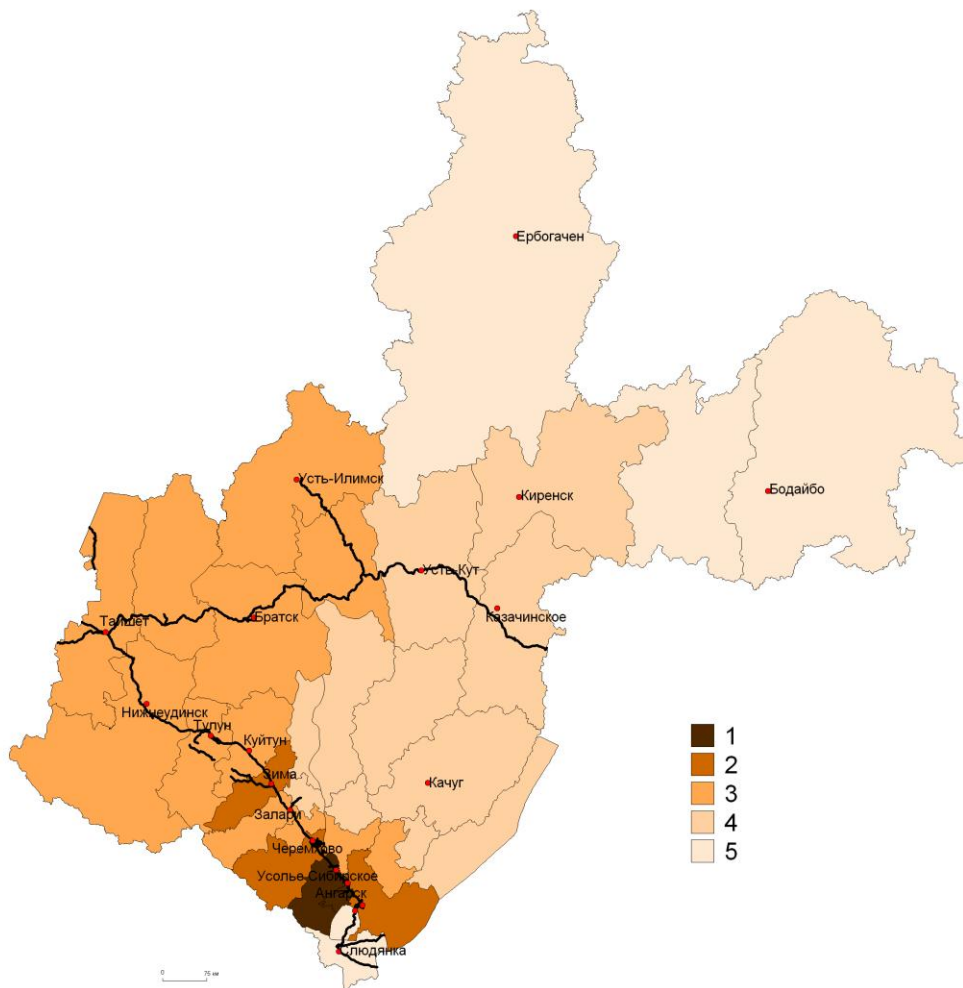 Ербогачен
Усть-Илимск
Киренск
Бодайбо
Усть-Кут
Казачинское
Братск
Тайшет
Нижнеудинск
Тулун
Куйтун
Зима
Качуг
Залари
Черемхово
Усолье-Сибирское
Ангарск
Слюдянка
1
2
3
4
5
0 75 км